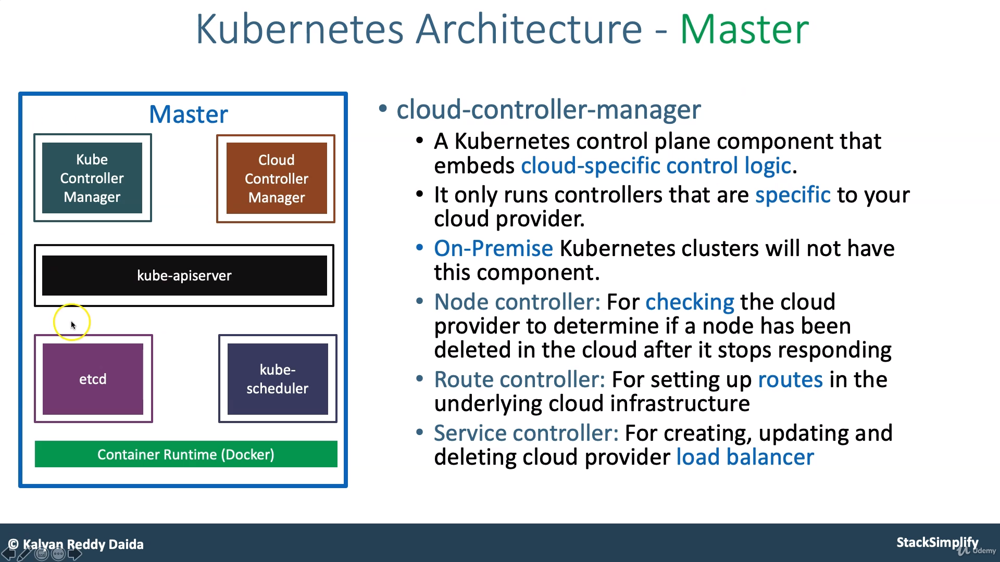 Kubernetes Architecture - Master
Master
Kube
Controller
Manager
Cloud
Controller
Manager
kube-apiserver
etcd
kube-
scheduler
Container Runtime (Docker)
• cloud-controller-manager
• A Kubernetes control plane component that
embeds cloud-specific control logic.
• It only runs controllers that are specific to your
cloud provider.
• On-Premise Kubernetes clusters will not have
this component.
• Node controller: For checking the cloud
provider to determine if a node has been
deleted in the cloud after it stops responding
• Route controller: For setting up routes in the
underlying cloud infrastructure
• Service controller: For creating, updating and
deleting cloud provider load balancer
© Kalyan Reddy Daida
StackSimplify
Udemy